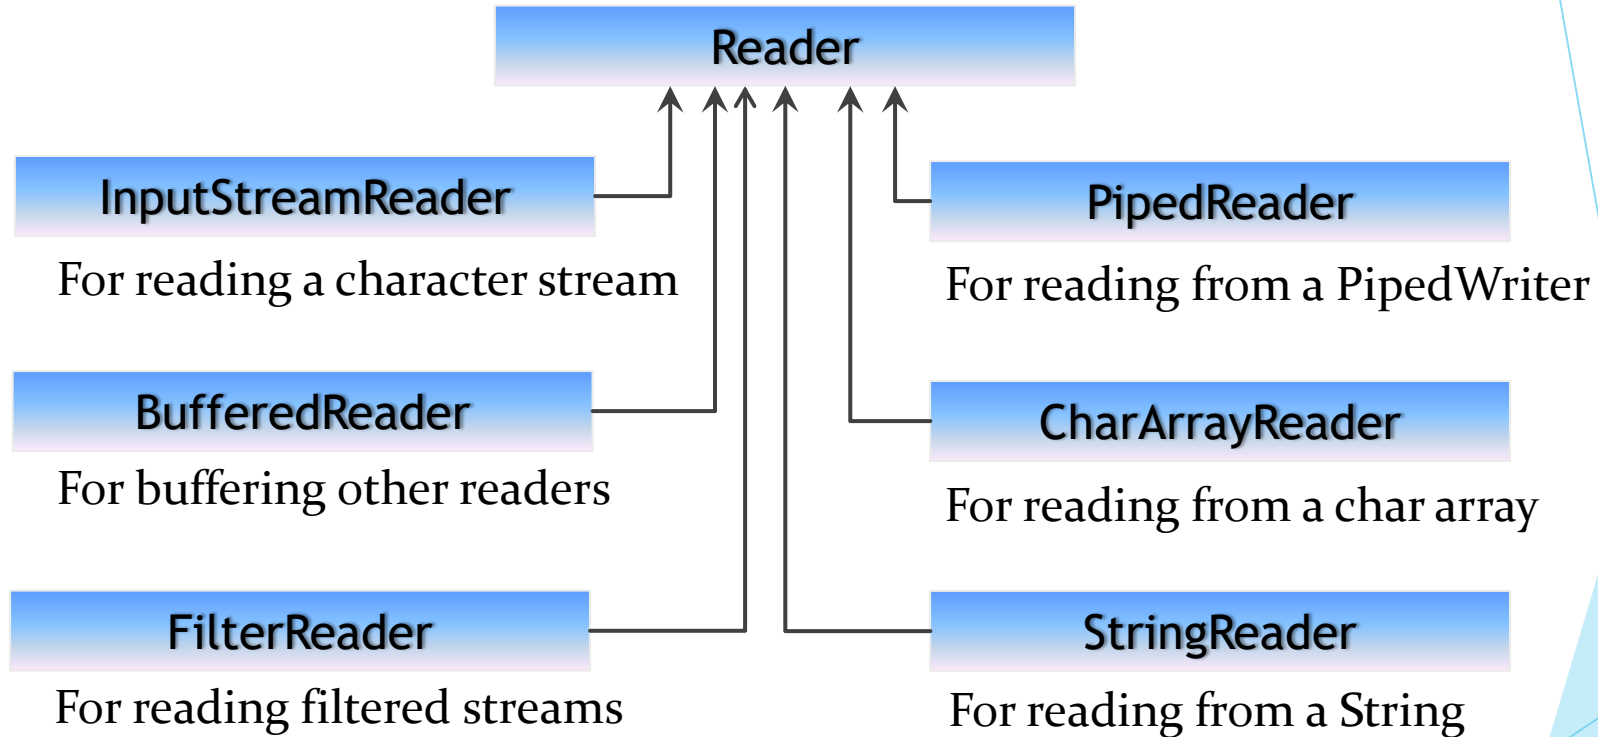 Reader
InputStreamReader
For reading a character stream
PipedReader
For reading from a PipedWriter
BufferedReader
For buffering other readers
CharArrayReader
For reading from a char array
FilterReader
For reading filtered streams
StringReader
For reading from a String